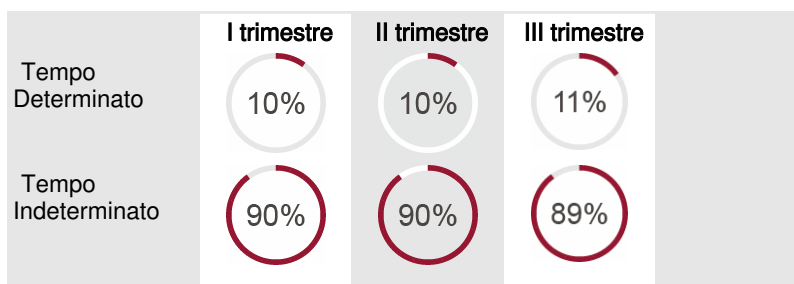 I trimestre II trimestre III trimestre
Tempo
Determinato
10% 10% 11%
Tempo
Indeterminato
90% 90% 89%